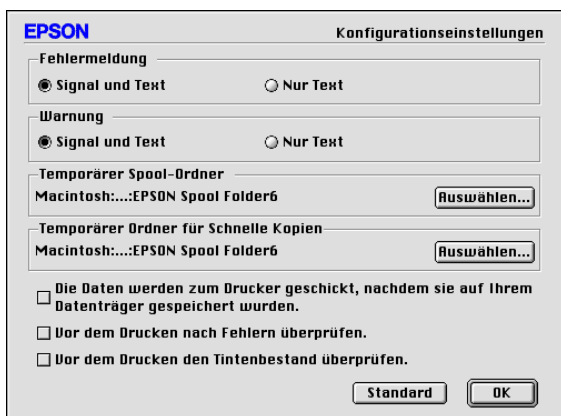 EPSON Konfigurationseinstellungen
Fehlermeldung
Signal und Text Nur Text
Warnung
Signal und Text Nur Text
Temporärer Spool-Ordner
Macintosh:...:EPSON Spool Folder6 Auswählen...
Temporärer Ordner für Schnelle Kopien
Macintosh:...:EPSON Spool Folder6 Auswählen...
Die Daten werden zum Drucker geschickt, nachdem sie auf Ihrem
Datenträger gespeichert wurden.
Vor dem Drucken nach Fehlern überprüfen.
Vor dem Drucken den Tintenbestand überprüfen.
Standard OK